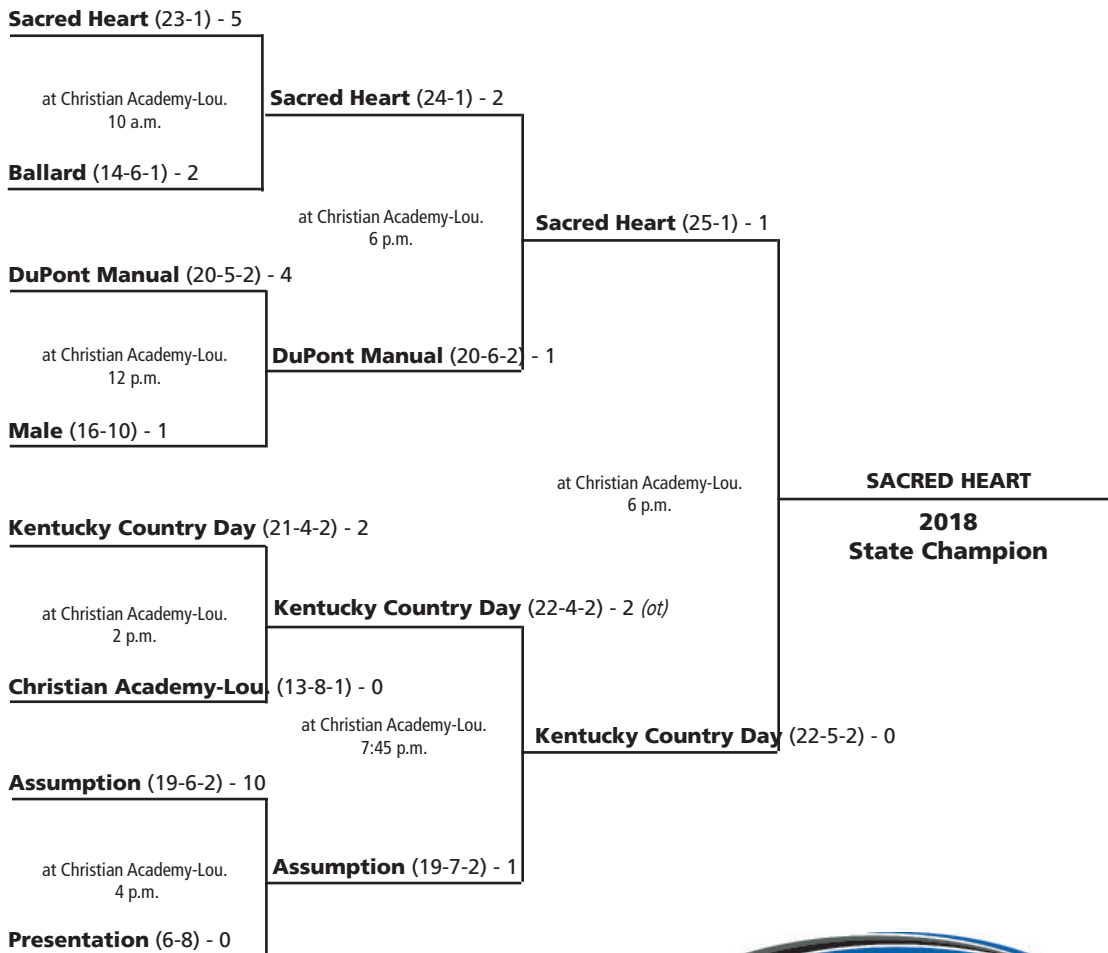 Sacred Heart (23-1) - 5
at Christian Academy-Lou.
10 a.m.
Ballard (14-6-1) - 2
Sacred Heart (24-1) - 2
at Christian Academy-Lou.
6 p.m.
DuPont Manual (20-5-2) - 4
at Christian Academy-Lou.
12 p.m.
Male (16-10) - 1
DuPont Manual (20-6-2) - 1
Sacred Heart (25-1) - 1
at Christian Academy-Lou.
6 p.m.
SACRED HEART
2018
State Champion
Kentucky Country Day (21-4-2) - 2
at Christian Academy-Lou.
2 p.m.
Christian Academy-Lou. (13-8-1) - 0
Kentucky Country Day (22-4-2) - 2 (ot)
at Christian Academy-Lou.
7:45 p.m.
Kentucky Country Day (22-5-2) - 0
Assumption (19-6-2) - 10
at Christian Academy-Lou.
4 p.m.
Presentation (6-8) - 0
Assumption (19-7-2) - 1